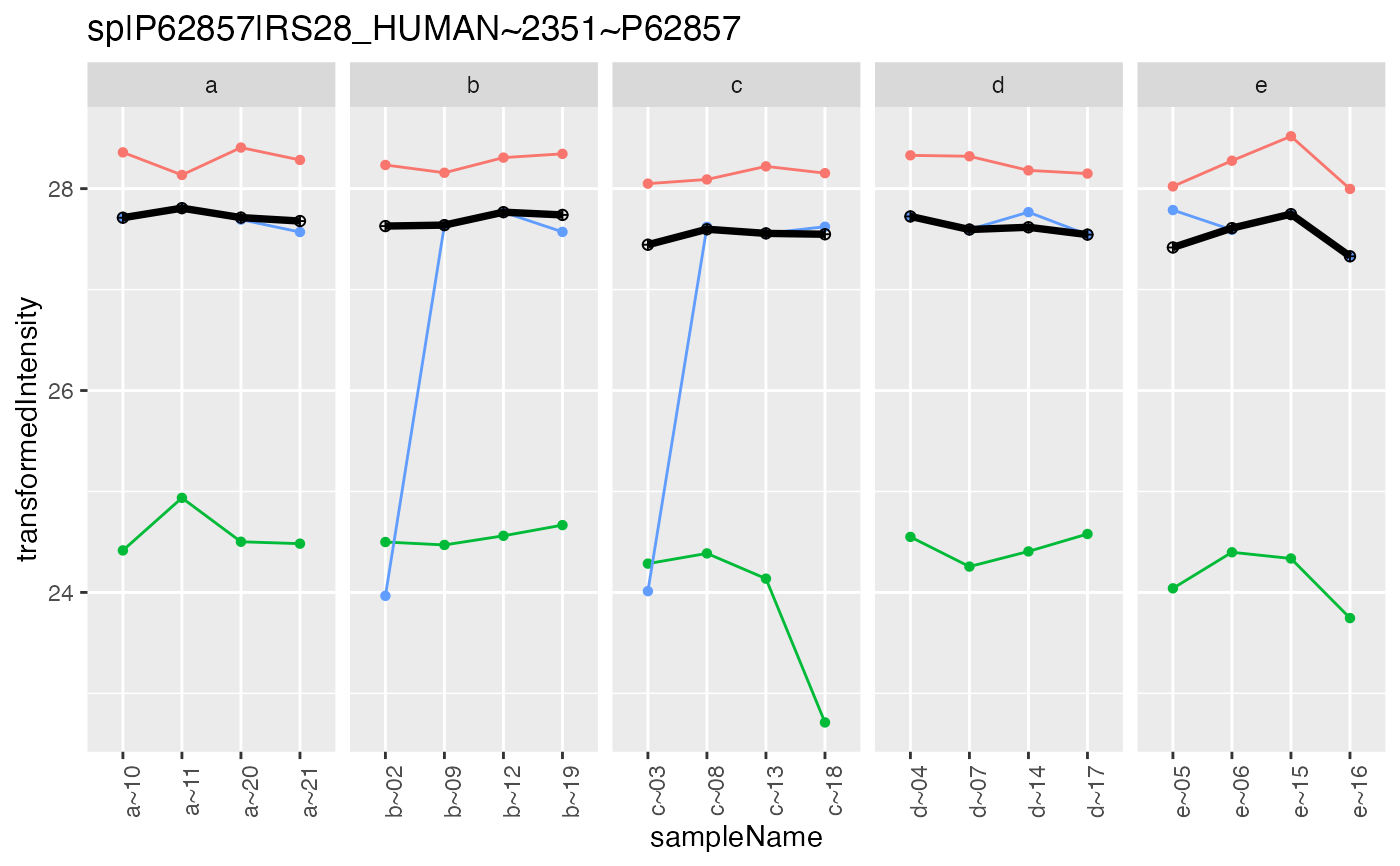 sp|P62857|RS28_HUMAN~2351~P62857
a b c d e
28
26
24
transformedIntensity
a~10 a~11 a~20 a~21 b~02 b~09 b~12 b~19 c~03 c~08 c~13 c~18 d~04 d~07 d~14 d~17 e~05 e~06 e~15 e~16
sampleName